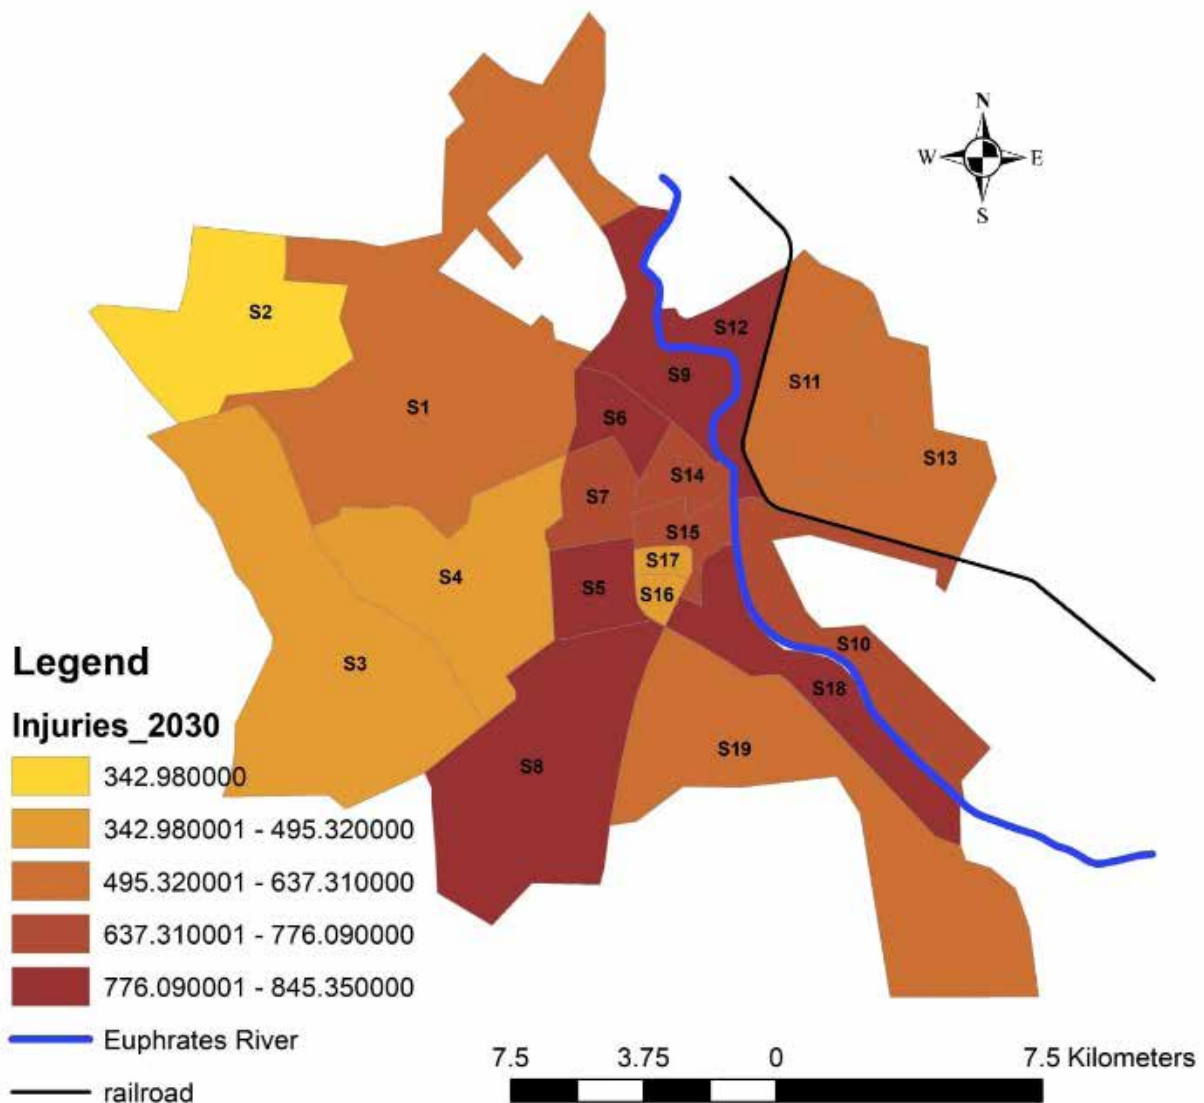 N
W E
S
S2
S12
S9
S11
S1
S6
S13
S14
S7
S15
S17
S4
S5
S16
S10
S3
S18
S19
S8
Legend
Injuries_2030
342.980000
342.980001 - 495.320000
495.320001 - 637.310000
637.310001 - 776.090000
776.090001 - 845.350000
Euphrates River
railroad
7.5 3.75 0 7.5 Kilometers